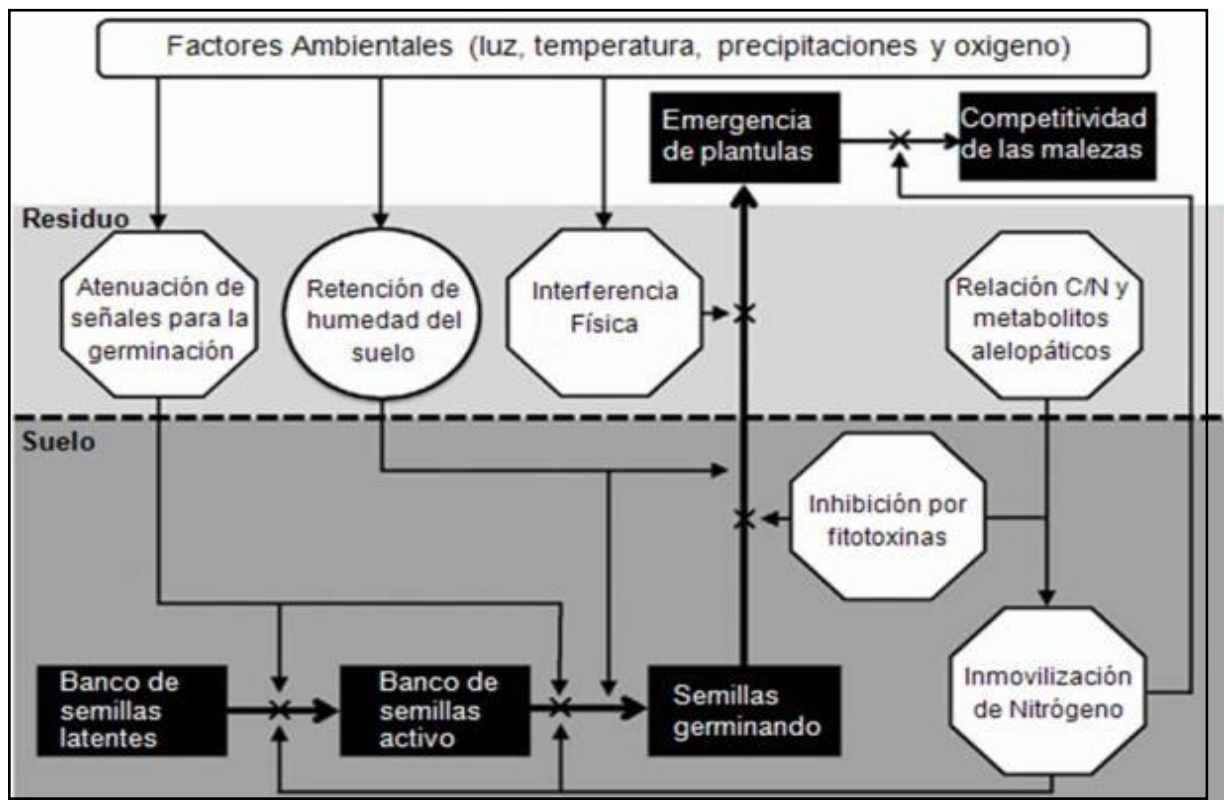 Factores Ambientales (luz, temperatura, precipitaciones y oxigeno)
Emergencia
de plantulas
Competitividad
de las malezas
Residuo
Atenuación de
señales para la
germinación
Retención de
humedad del
suelo
Interferencia
Física
Relación C/N y
metabolitos
alelopáticos
Suelo
Inhibición por
fitotoxinas
Banco de
semillas
latentes
Banco de
semillas
activo
Semillas
germinando
Inmovilización
de Nitrógeno